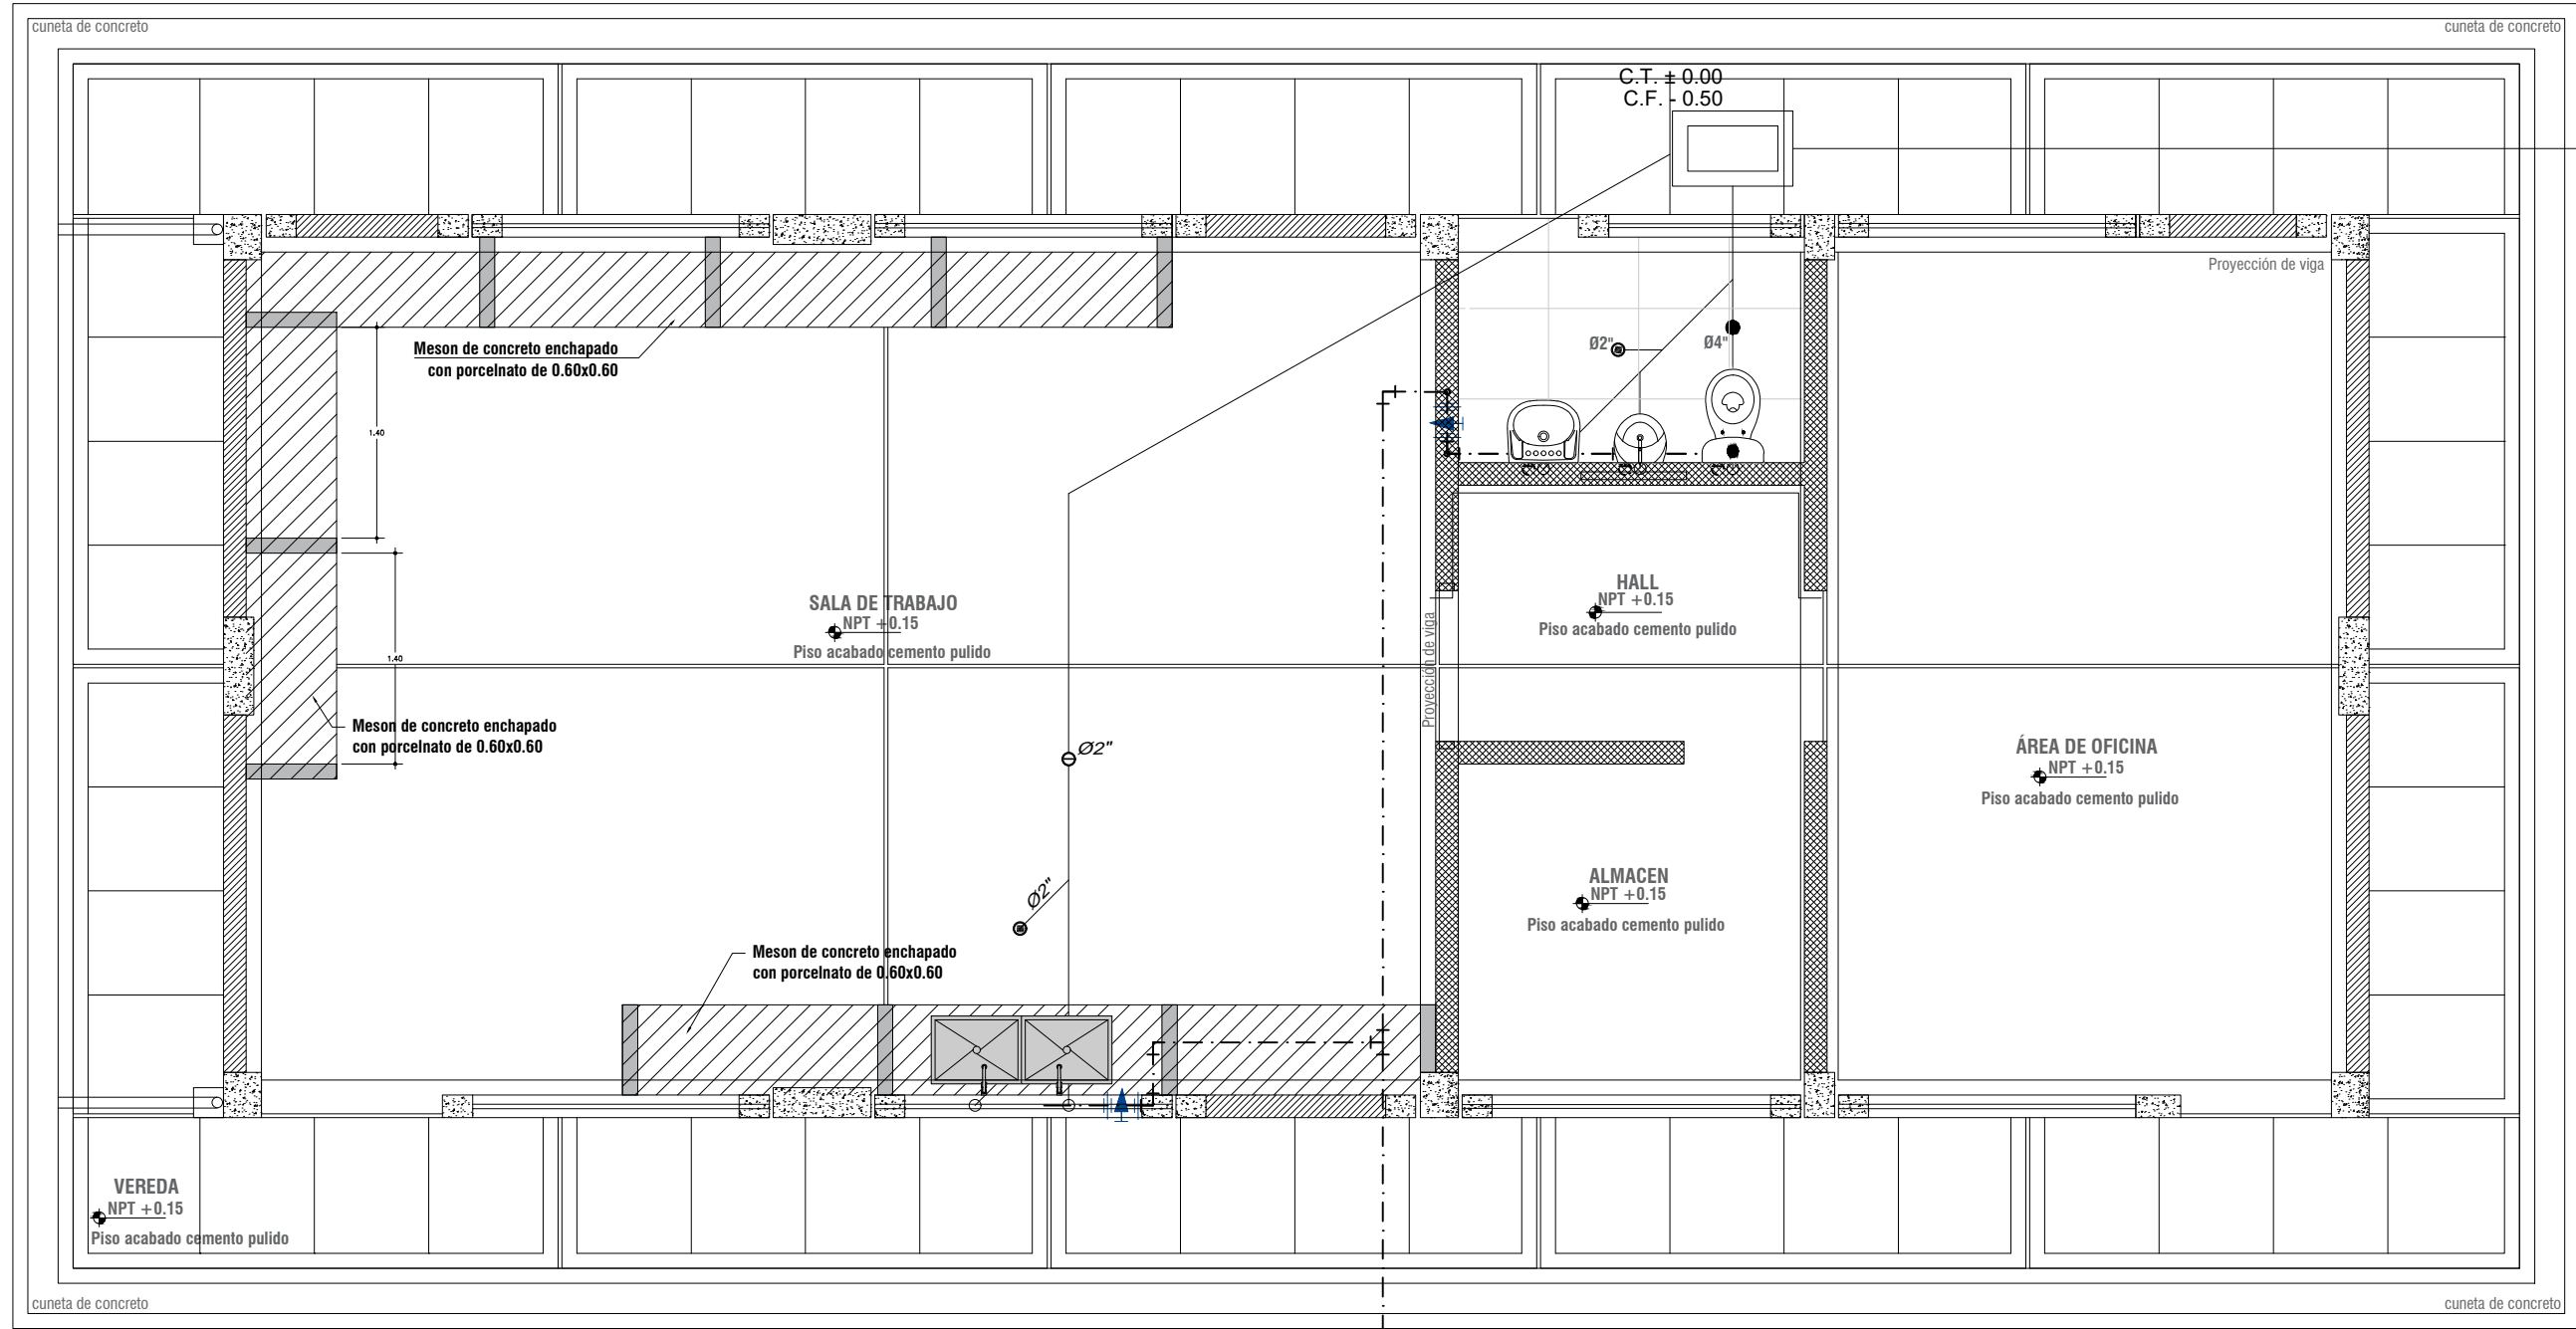 cuneta de concreto
cuneta de concreto
C.T. ± 0.00
C.F. - 0.50
Proyección de viga
Meson de concreto enchapado
con porcelnato de 0.60x0.60
Ø2"
Ø4"
1.40
SALA DE TRABAJO
NPT +0.15
Piso acabado cemento pulido
HALL
NPT +0.15
Piso acabado cemento pulido
1.40
Proyección de viga
Meson de concreto enchapado
con porcelnato de 0.60x0.60
Ø2"
ÁREA DE OFICINA
NPT +0.15
Piso acabado cemento pulido
Ø2"
ALMACEN
NPT +0.15
Piso acabado cemento pulido
Meson de concreto enchapado
con porcelnato de 0.60x0.60
VEREDA
NPT +0.15
Piso acabado cemento pulido
cuneta de concreto
cuneta de concreto